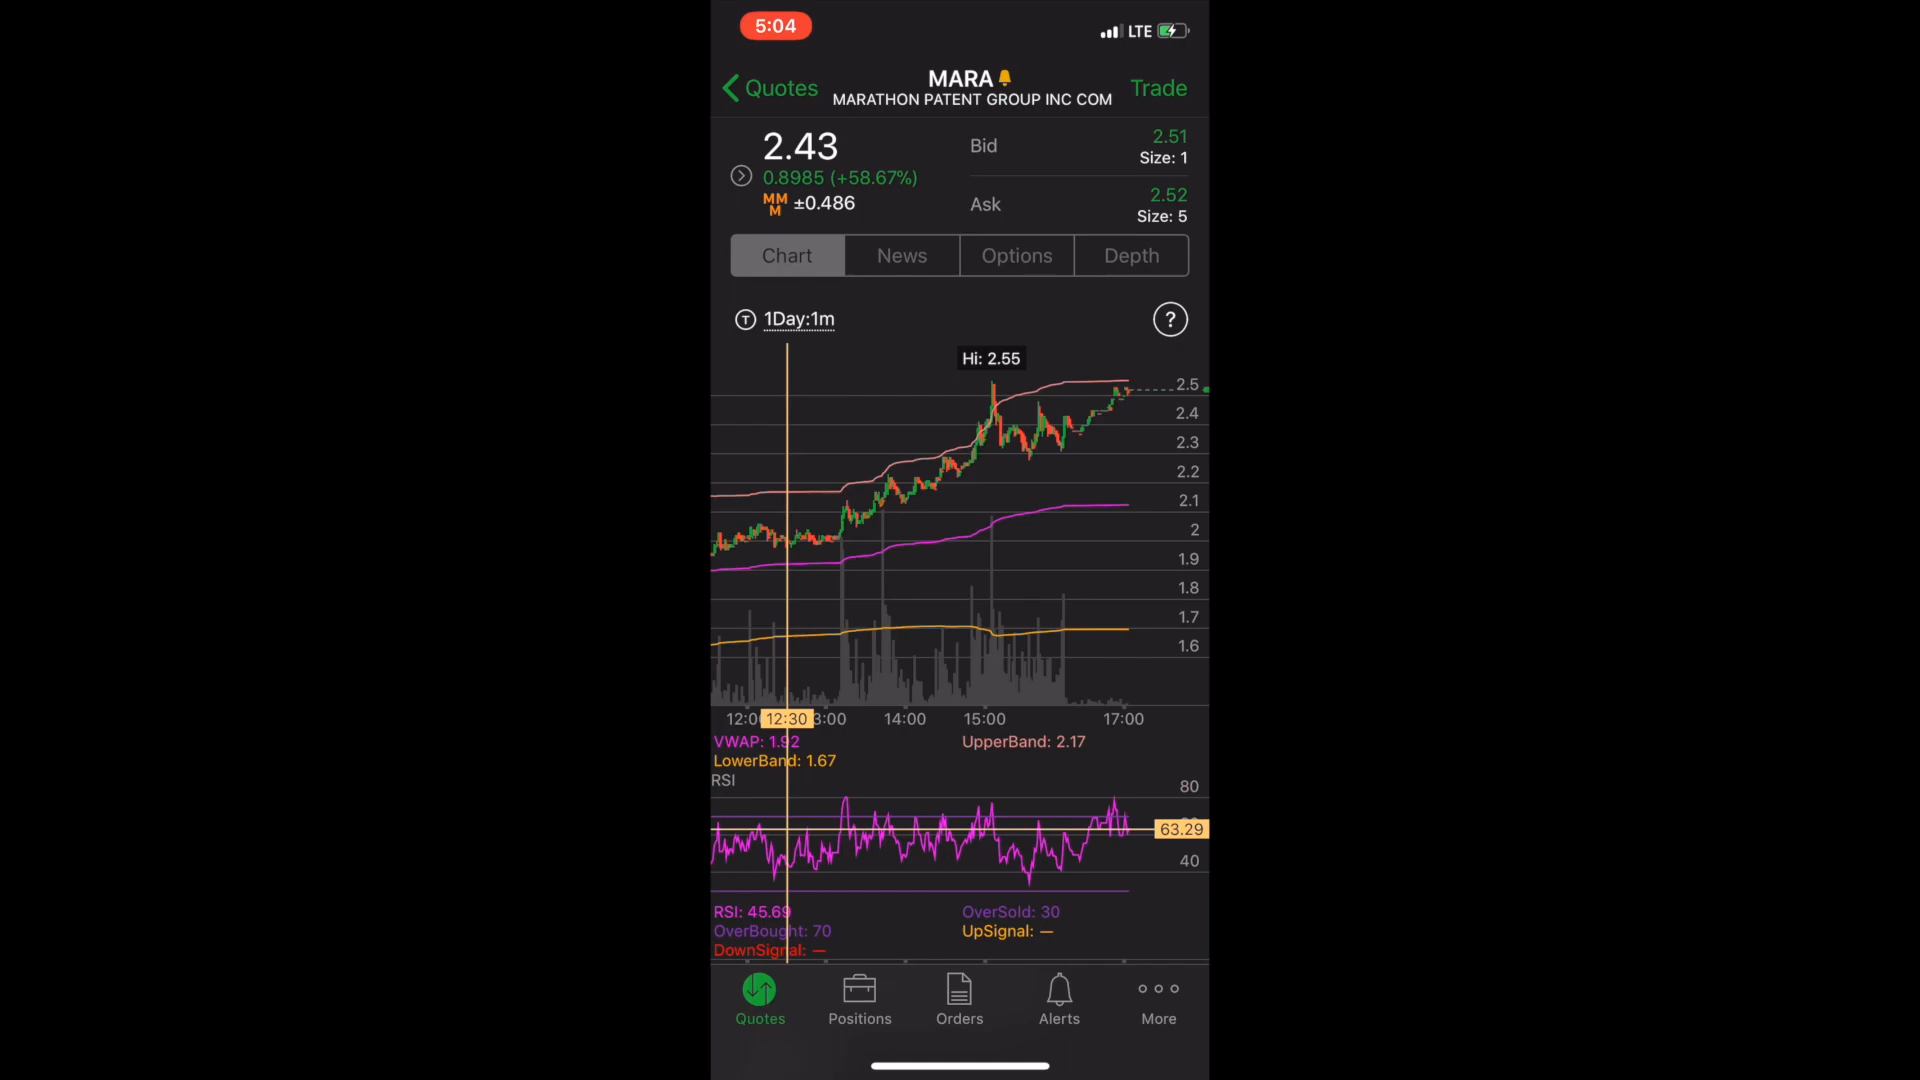 5:04
LTE
Quotes
MARA
Trade
MARATHON PATENT GROUP INC COM
2.43
Bid
2.51
Size: 1
0.8985 (+58.67%)
MM
M
±0.486
Ask
2.52
Size: 5
Chart
News
Options
Depth
T
1Day:1m
?
Hi: 2.55
2.5
2.4
2.3
2.2
2.1
2
1.9
1.8
1.7
1.6
12:0
12:30
3:00
14:00
15:00
17:00
VWAP: 1.92
UpperBand: 2.17
LowerBand: 1.67
RSI
80
63.29
40
RSI: 45.69
OverSold: 30
OverBought: 70
UpSignal: —
DownSignal: —
Quotes
Positions
Orders
Alerts
More